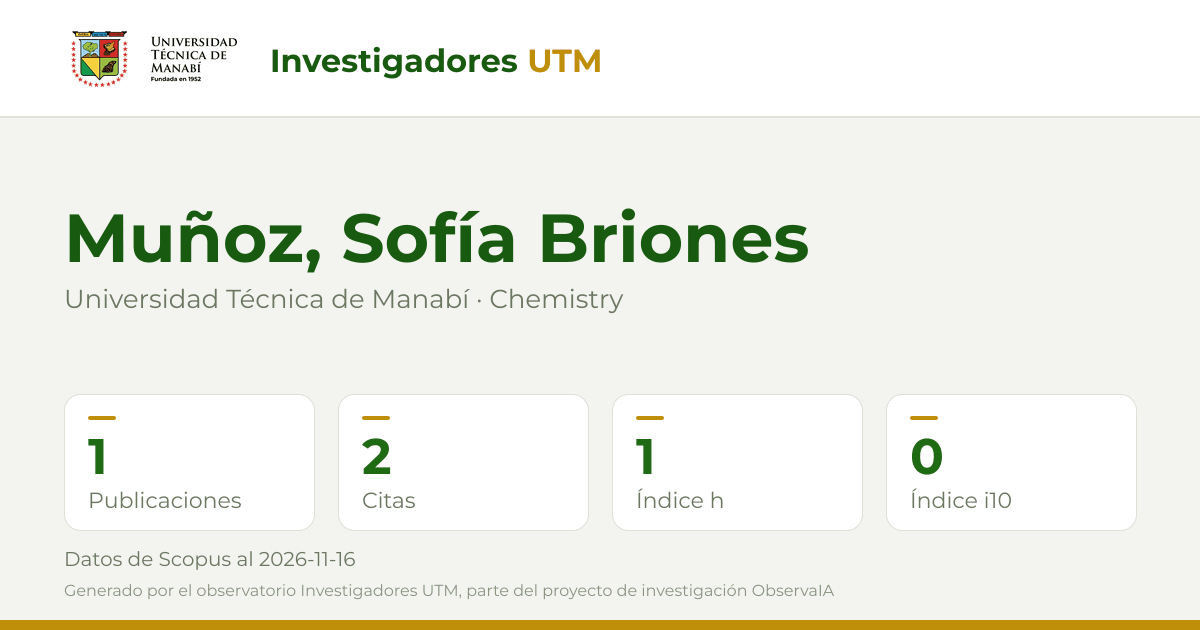 UNIVERSIDAD
TÉCNICA DE
MANABÍ
Fundada en 1952
Investigadores UTM
Muñoz, Sofía Briones
Universidad Técnica de Manabí · Chemistry
1
Publicaciones
2
Citas
1
Índice h
0
Índice i10
Datos de Scopus al 2026-11-16
Generado por el observatorio Investigadores UTM, parte del proyecto de investigación ObservaIA